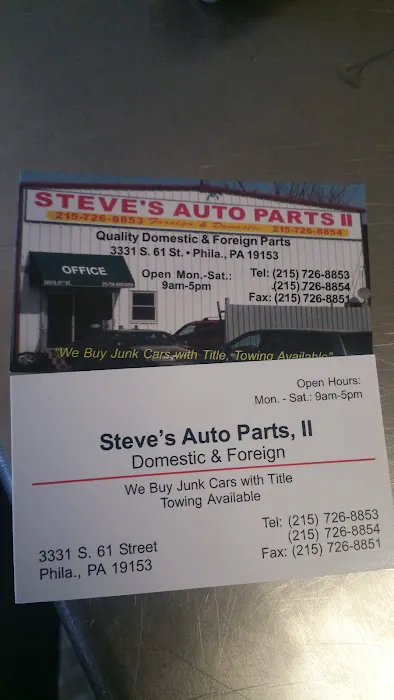 STEVE'S AUTO PARTS II
215-726-8853 Foreign & Domestic 215-726-8854
Quality Domestic & Foreign Parts
3331 S. 61 St. • Phila., PA 19153
OFFICE
Open Mon.-Sat.:
9am-5pm
Tel: (215) 726-8853
(215) 726-8854
Fax: (215) 726-8851
"We Buy Junk Cars with Title, Towing Available"
Open Hours:
Mon. - Sat.: 9am-5pm
Steve's Auto Parts, II
Domestic & Foreign
We Buy Junk Cars with Title
Towing Available
Tel: (215) 726-8853
(215) 726-8854
Fax: (215) 726-8851
3331 S. 61 Street
Phila., PA 19153